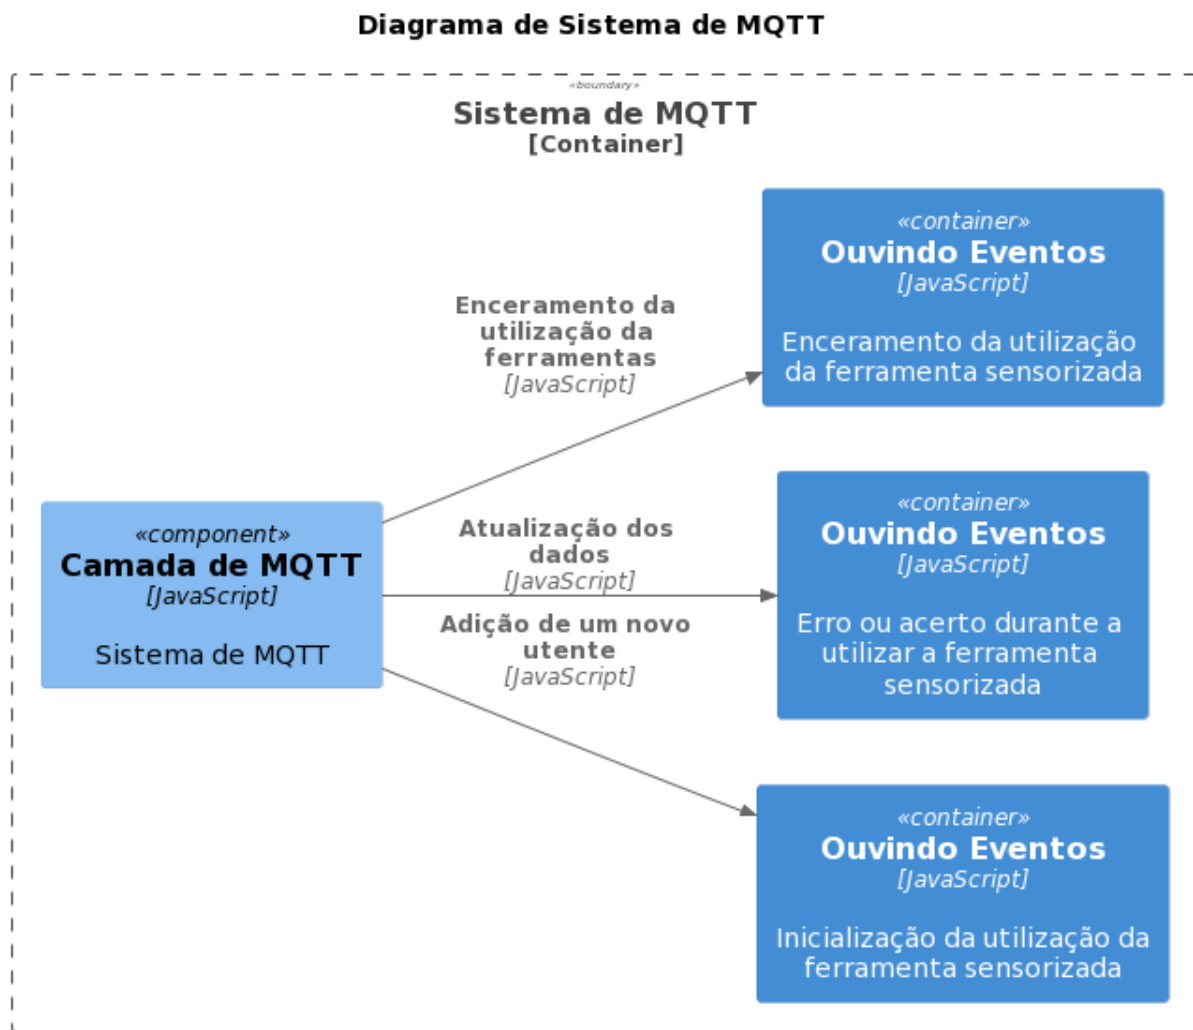 Diagrama de Sistema de MQTT
«boundary»
Sistema de MQTT
[Container]
«container»
Ouvindo Eventos
[JavaScript]
Enceramento da utilização
da ferramenta sensorizada
Enceramento da
utilização da
ferramentas
[JavaScript]
«container»
Ouvindo Eventos
[JavaScript]
Erro ou acerto durante a
utilizar a ferramenta
sensorizada
«component»
Camada de MQTT
[JavaScript]
Sistema de MQTT
Atualização dos
dados
[JavaScript]
Adição de um novo
utente
[JavaScript]
«container»
Ouvindo Eventos
[JavaScript]
Inicialização da utilização da
ferramenta sensorizada